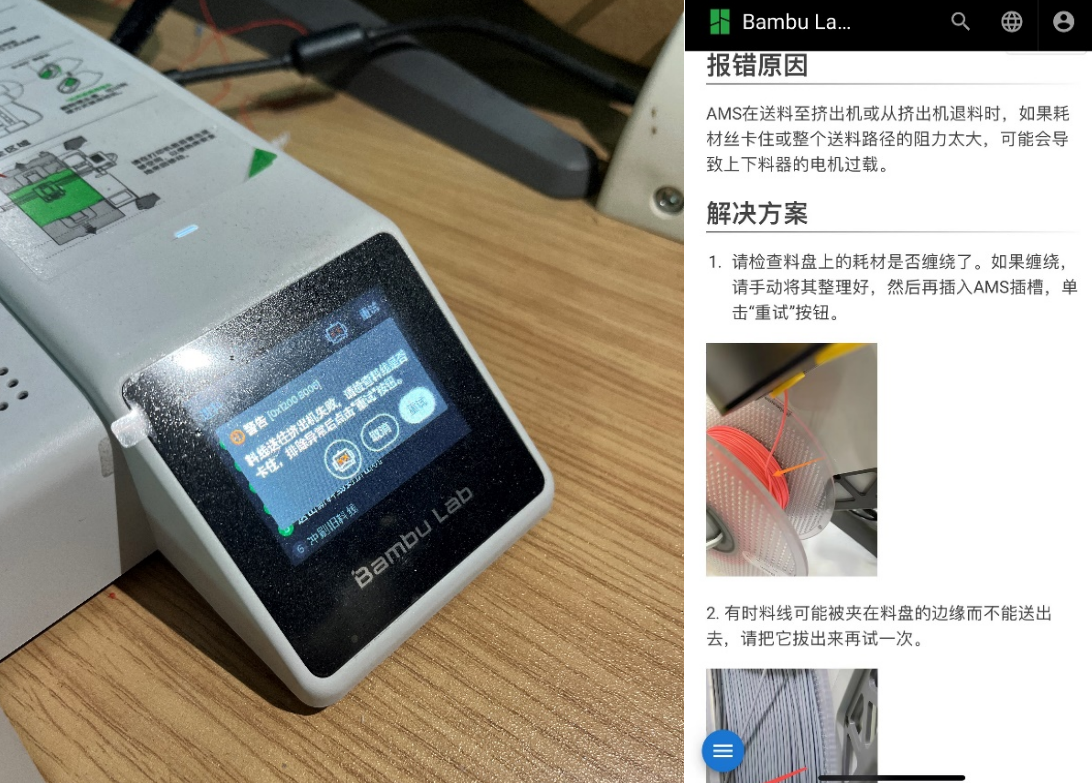 警告 [0x1200 8006]
料线送往挤出机失败，请检查料线是否
卡住，排除异常后点击"重试"按钮。
取消
重试
重试
6. 冲刷旧料线
Bambu Lab
Bambu La...
报错原因
AMS在送料至挤出机或从挤出机退料时，如果耗
材丝卡住或整个送料路径的阻力太大，可能会导
致上下料器的电机过载。
解决方案
1. 请检查料盘上的耗材是否缠绕了。如果缠绕，
请手动将其整理好，然后再插入AMS插槽，单
击“重试”按钮。
2. 有时料线可能被夹在料盘的边缘而不能送出
去，请把它拔出来再试一次。